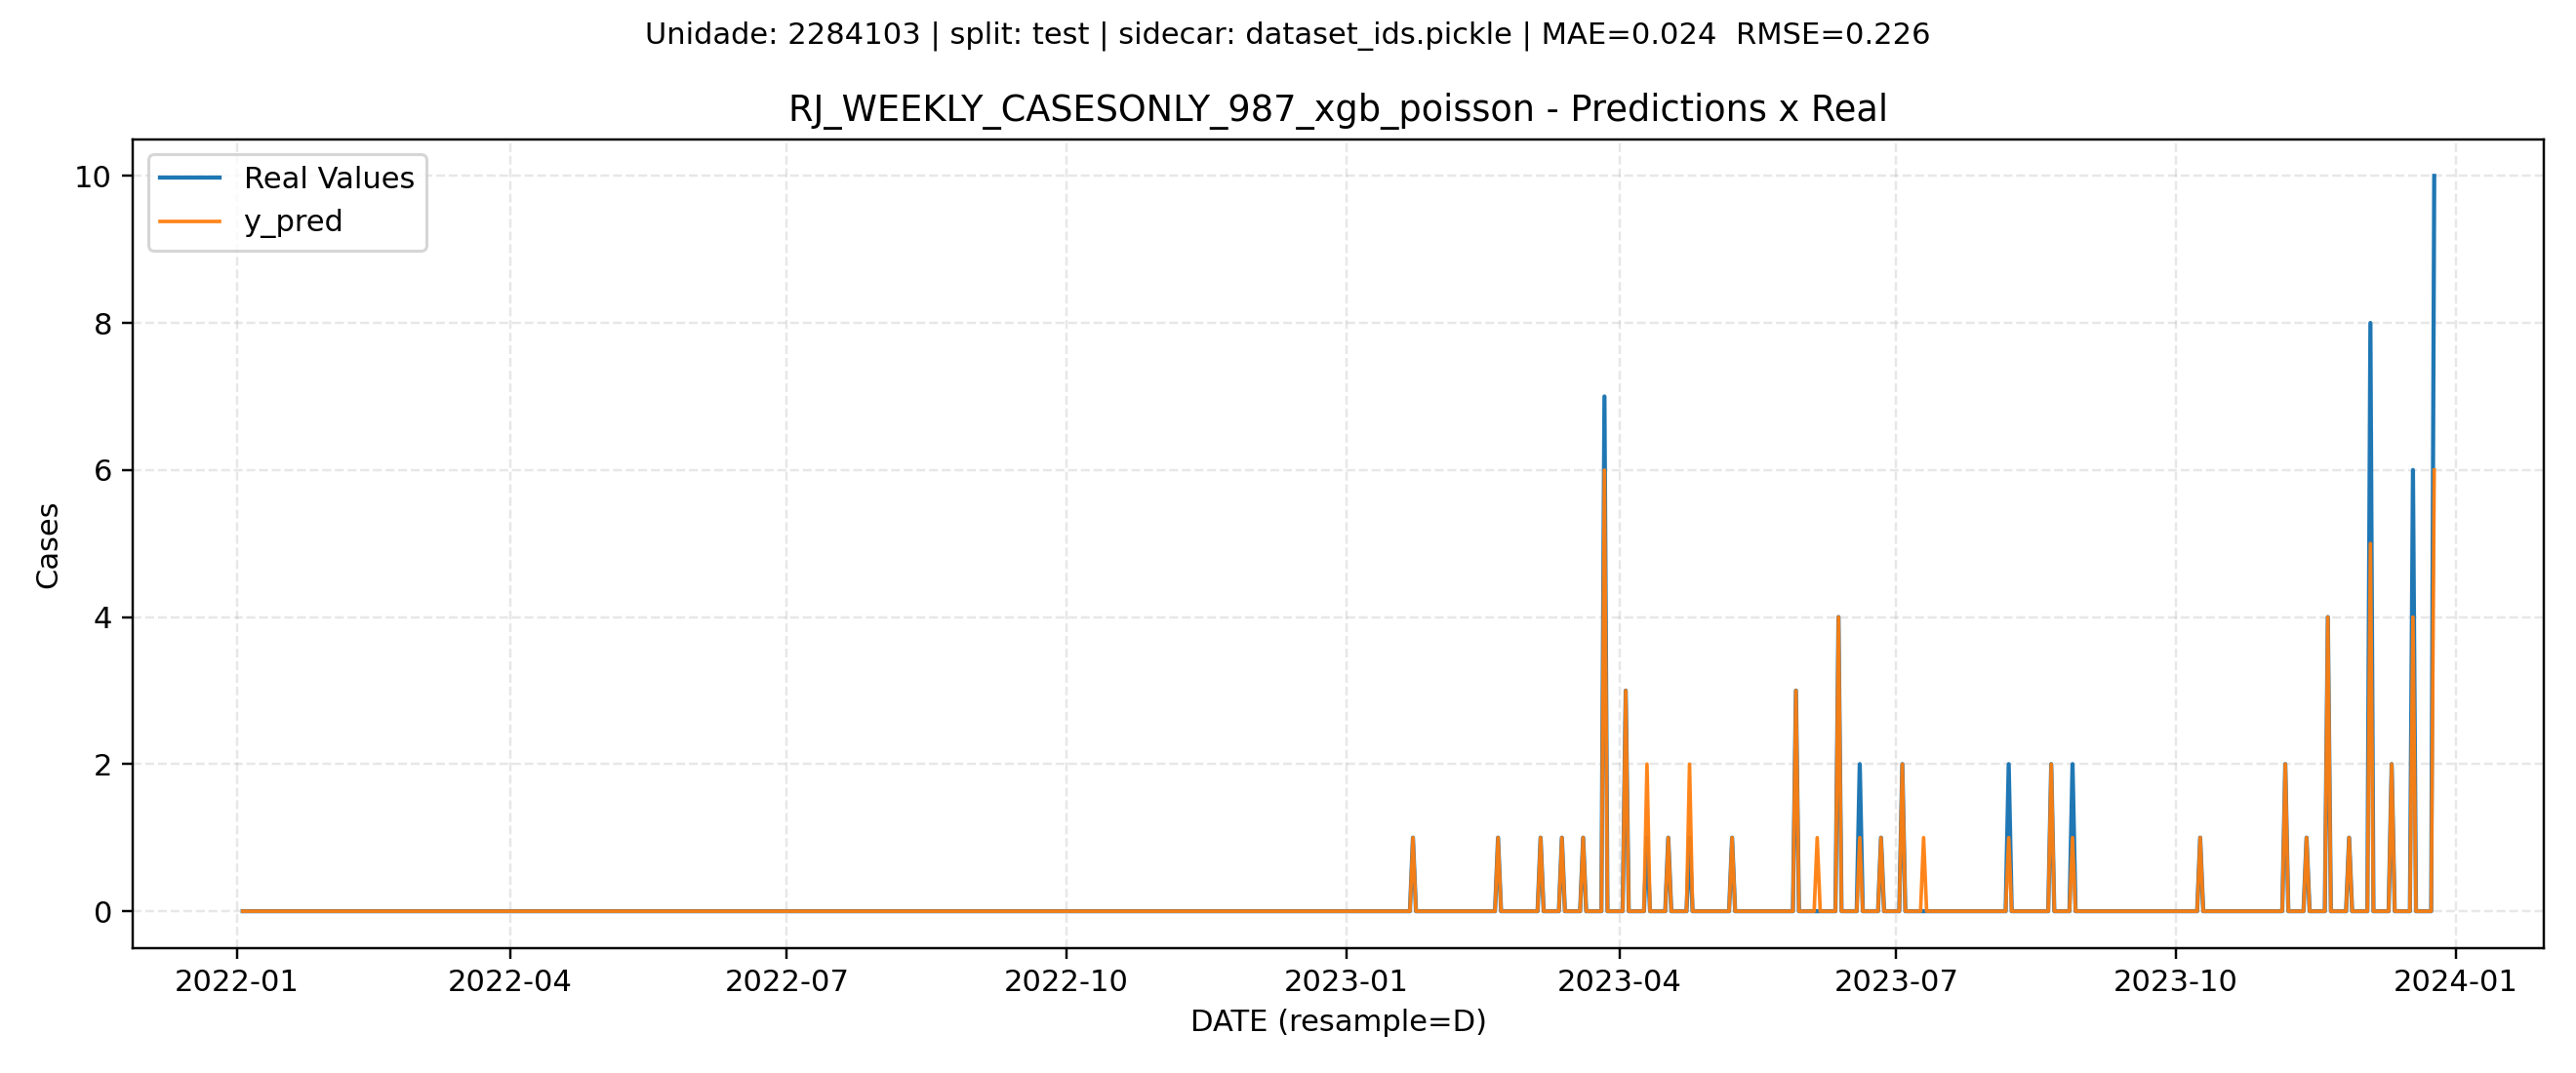 Unidade: 2284103 | split: test | sidecar: dataset_ids.pickle | MAE=0.024  RMSE=0.226
RJ_WEEKLY_CASESONLY_987_xgb_poisson - Predictions x Real
Real Values
y_pred
10
8
6
4
2
0
Cases
2022-01
2022-04
2022-07
2022-10
2023-01
2023-04
2023-07
2023-10
2024-01
DATE (resample=D)